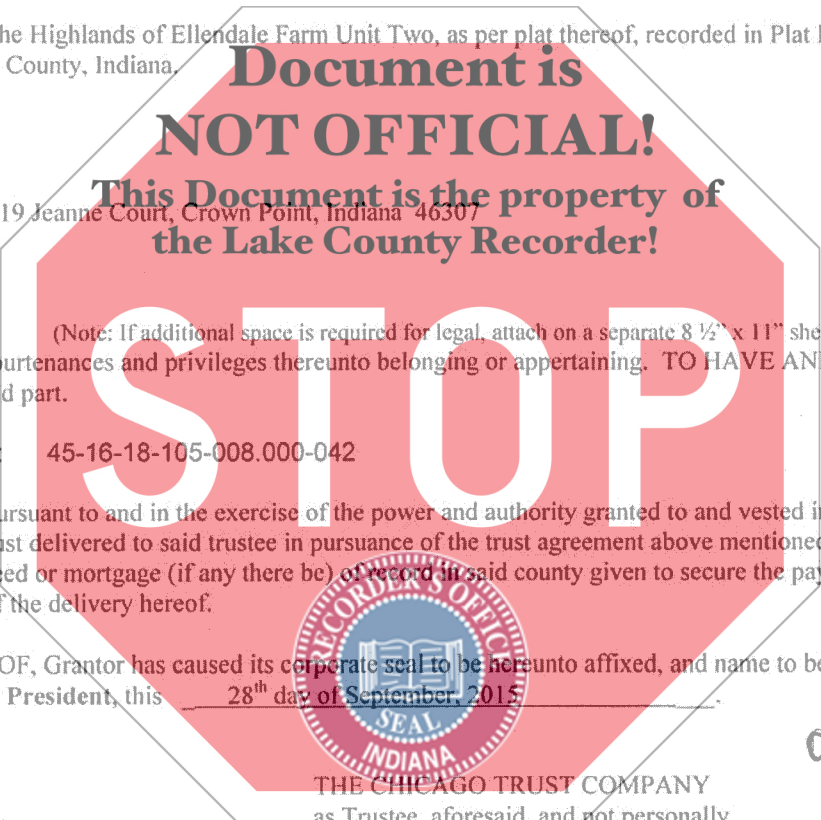 he Highlands of Ellendale Farm Unit Two, as per plat thereof, recorded in Plat
County, Indiana.
Document is
NOT OFFICIAL!
This Document is the property of
19 Jeanne Court, Crown Point, Indiana 46307
the Lake County Recorder!
(Note: If additional space is required for legal, attach on a separate 8 ½” x 11” she
ourtenances and privileges thereunto belonging or appertaining. TO HAVE AN
d part.
STOP
45-16-18-105-008.000-042
ursuant to and in the exercise of the power and authority granted to and vested i
ust delivered to said trustee in pursuance of the trust agreement above mentioned
eed or mortgage (if any there be) of record in said county given to secure the pay
f the delivery hereof.
RECORDER'S OFFICE
OF, Grantor has caused its corporate seal to be hereunto affixed, and name to be
President, this 28th day of September, 2015.
SEAL
INDIANA
THE CHICAGO TRUST COMPANY
as Trustee, aforesaid, and not personally